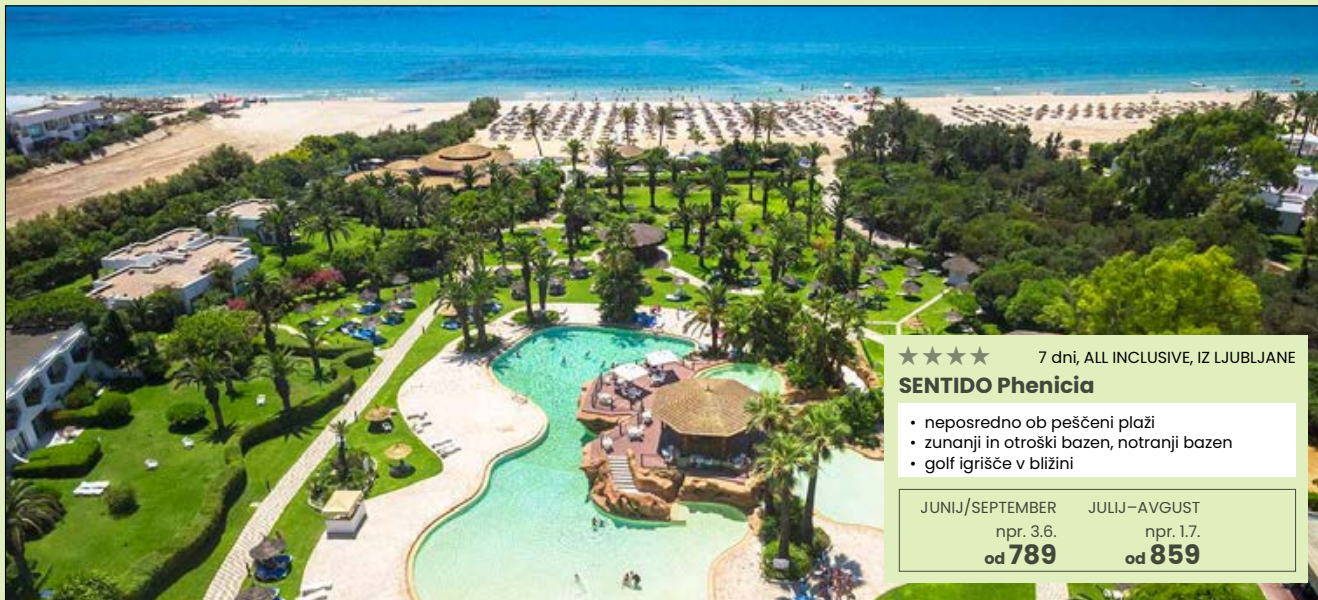 ★★★★ 7 dni, ALL INCLUSIVE, IZ LJUBLJANE
SENTIDO Phenicia
• neposredno ob peščeni plaži
• zunanji in otroški bazen, notranji bazen
• golf igrišče v bližini
JUNIJ/SEPTEMBER JULIJ–AVGUST
npr. 3.6. npr. 1.7.
od 789 od 859